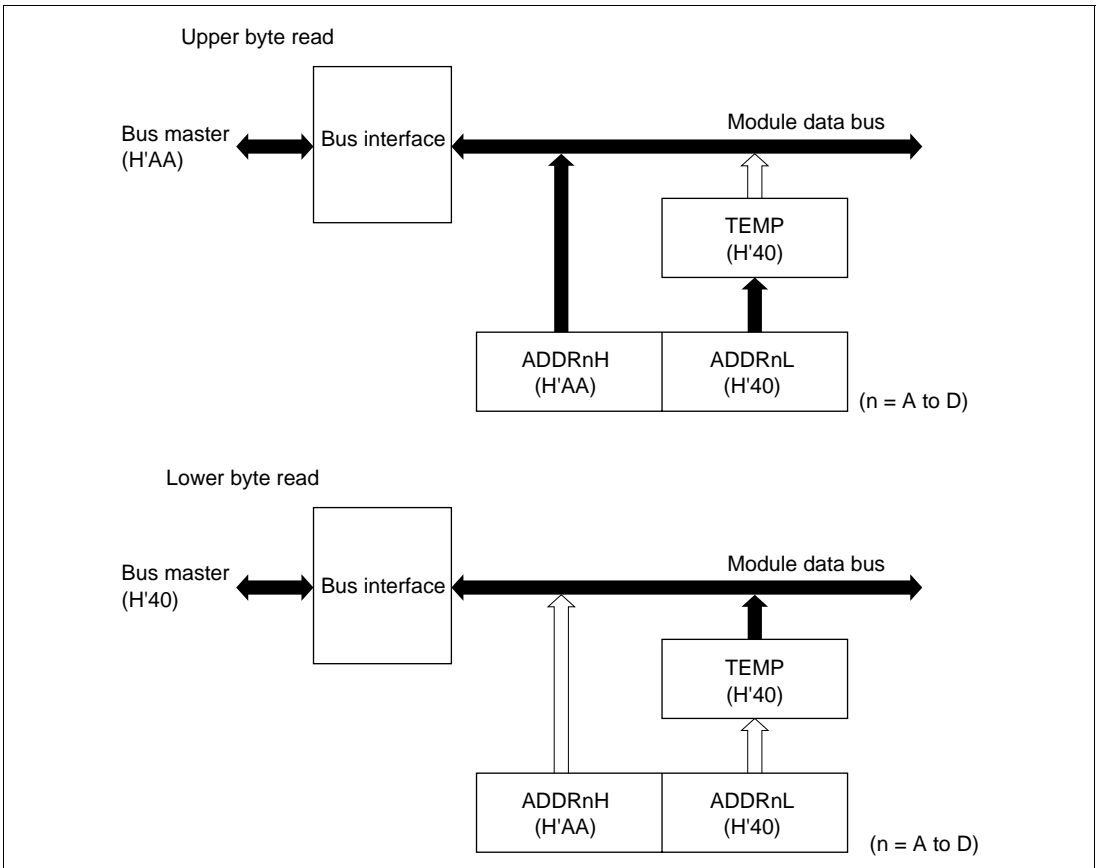 Upper byte read
Bus master
(H'AA)
Bus interface
Module data bus
TEMP
(H'40)
ADDRnH
(H'AA)
ADDRnL
(H'40)
(n = A to D)
Lower byte read
Bus master
(H'40)
Bus interface
Module data bus
TEMP
(H'40)
ADDRnH
(H'AA)
ADDRnL
(H'40)
(n = A to D)